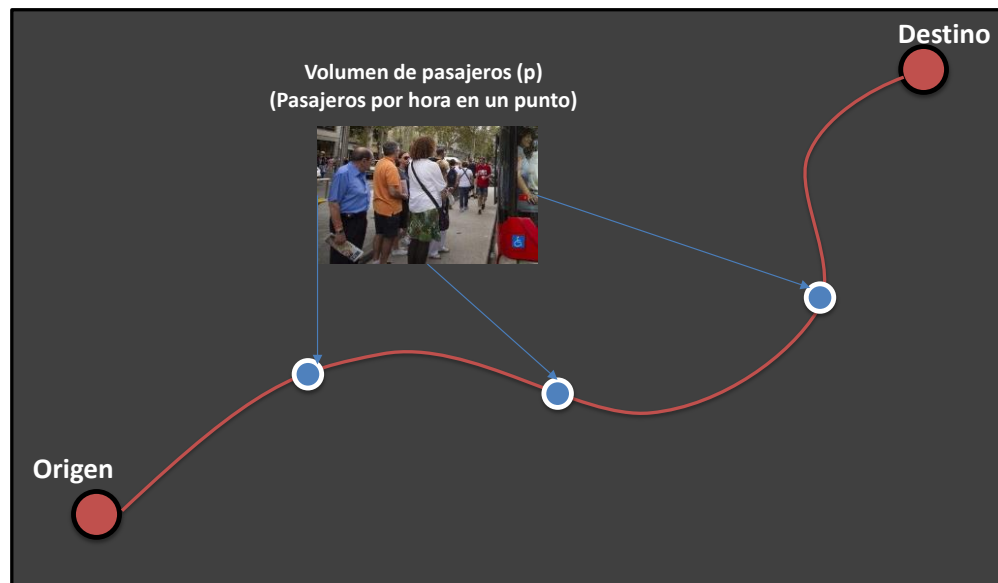 Destino
Volumen de pasajeros (p)
(Pasajeros por hora en un punto)
Origen